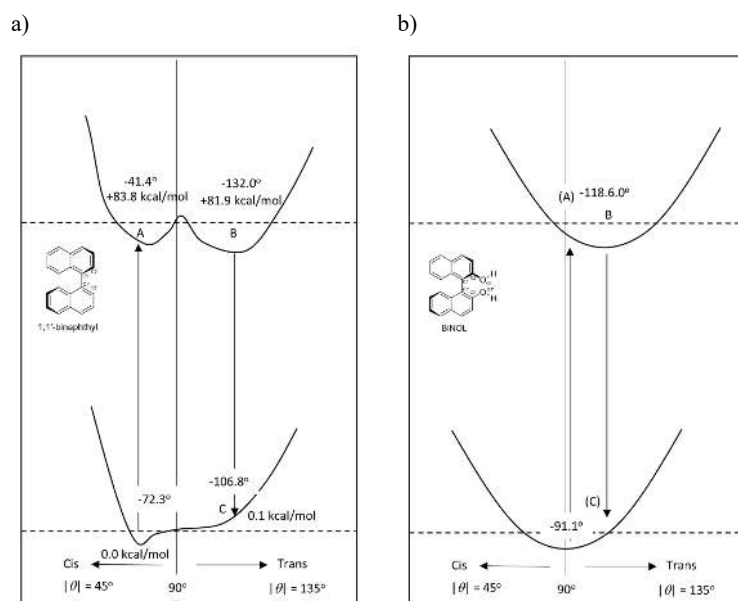 a)
b)
-41.4°
+83.8 kcal/mol
-132.0°
+81.9 kcal/mol
A
B
1,1'-binaphthyl
-72.3°
-106.8°
C
0.1 kcal/mol
0.0 kcal/mol
Cis
Trans
|θ| = 45°
90°
|θ| = 135°
(A)
-118.6.0°
B
O
H
O
H
BINOL
(C)
-91.1°
Cis
Trans
|θ| = 45°
90°
|θ| = 135°